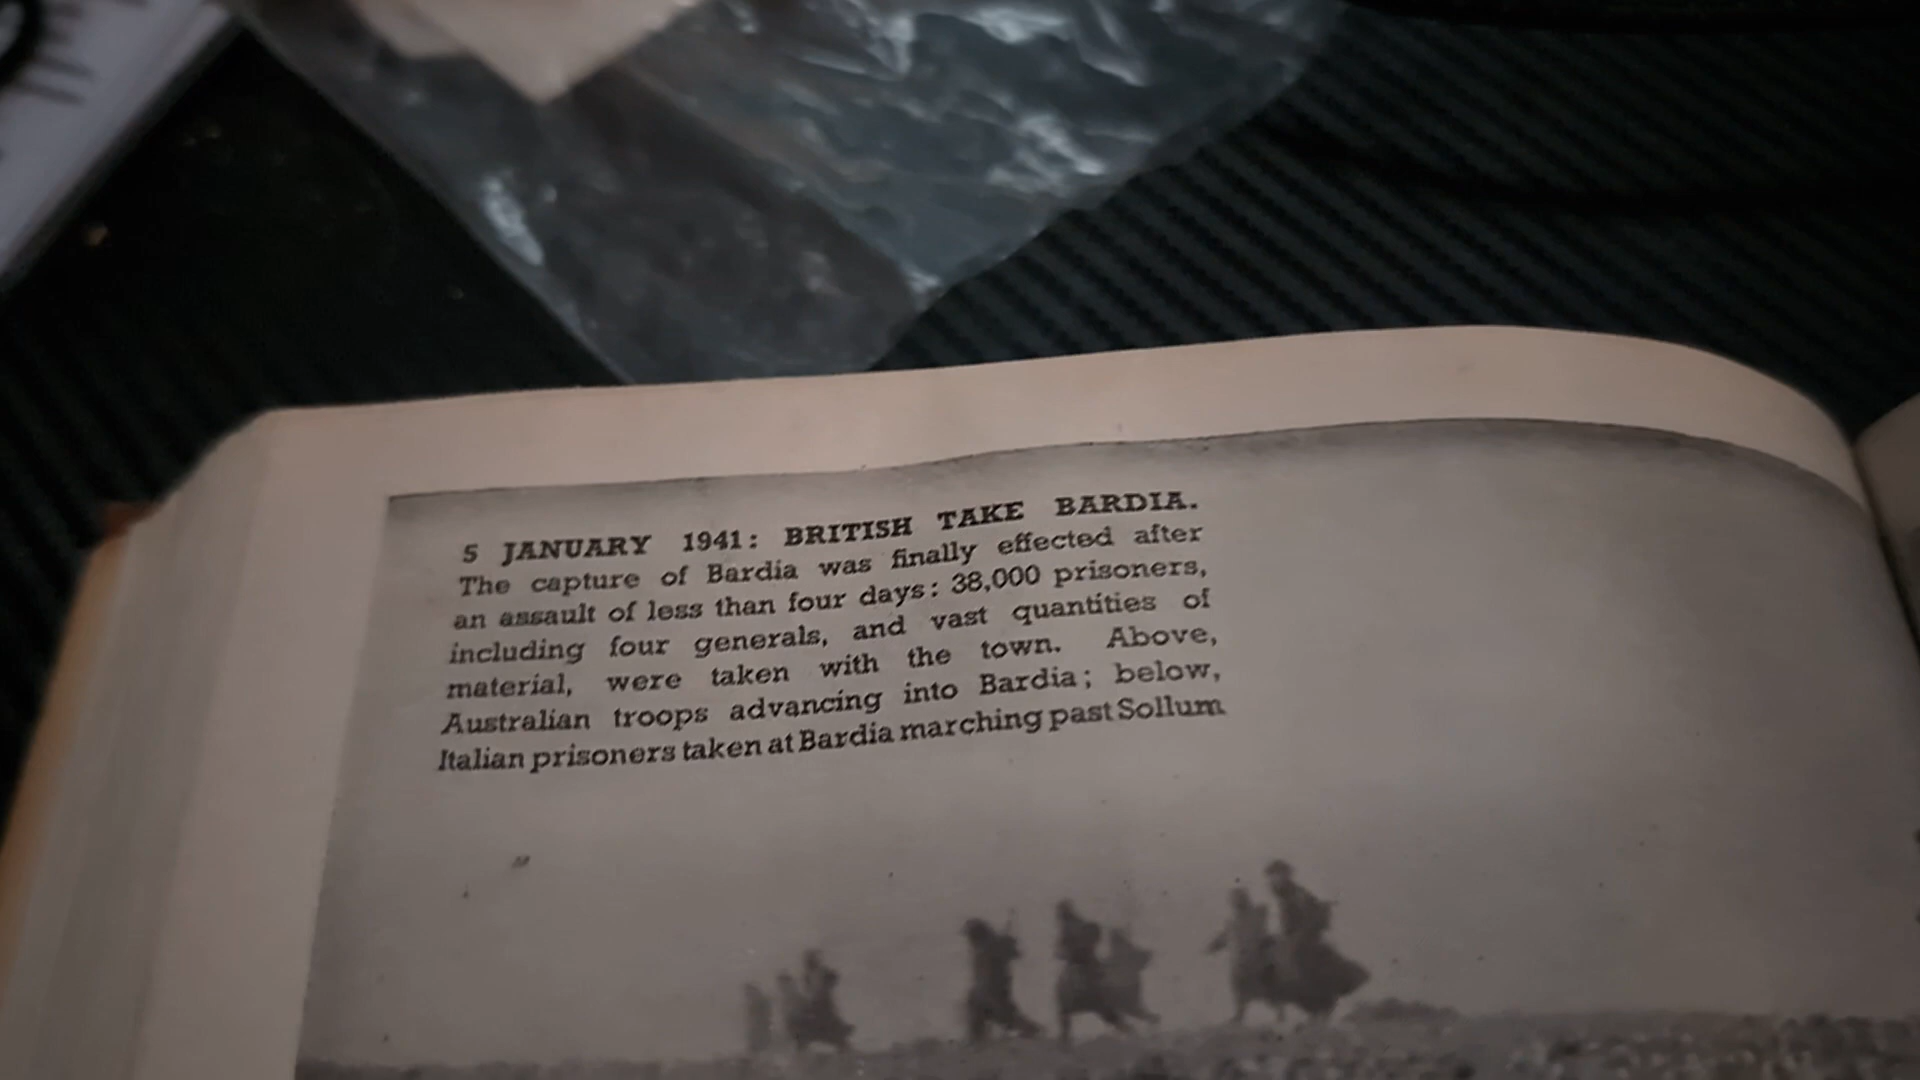 5 JANUARY 1941: BRITISH TAKE BARDIA.
The capture of Bardia was finally effected after
an assault of less than four days: 38,000 prisoners,
including four generals, and vast quantities of
material, were taken with the town. Above,
Australian troops advancing into Bardia; below,
Italian prisoners taken at Bardia marching past Sollum